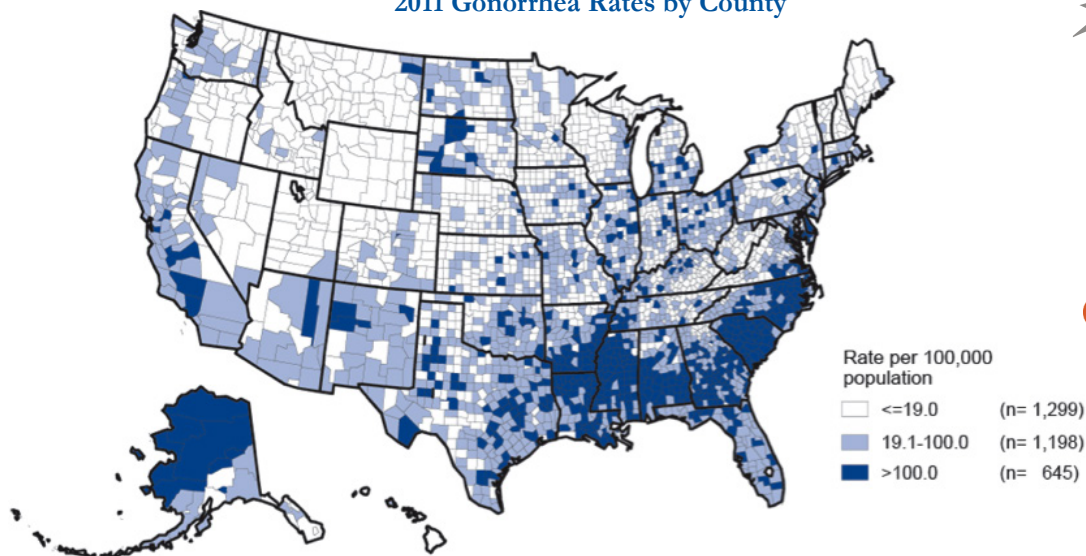 2011 Gonorrhea Rates by County
Rate per 100,000
population
<=19.0 (n= 1,299)
19.1-100.0 (n= 1,198)
>100.0 (n= 645)